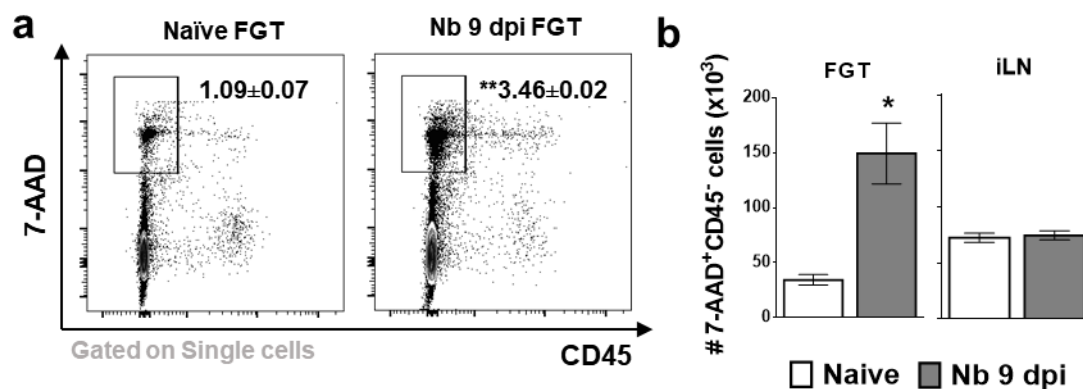 a
Naïve FGT
Nb 9 dpi FGT
1.09±0.07
**3.46±0.02
7-AAD
Gated on Single cells
CD45
b
FGT
iLN
*
# 7-AAD⁺CD45⁻ cells (x10³)
200
150
100
50
0
Naive
Nb 9 dpi